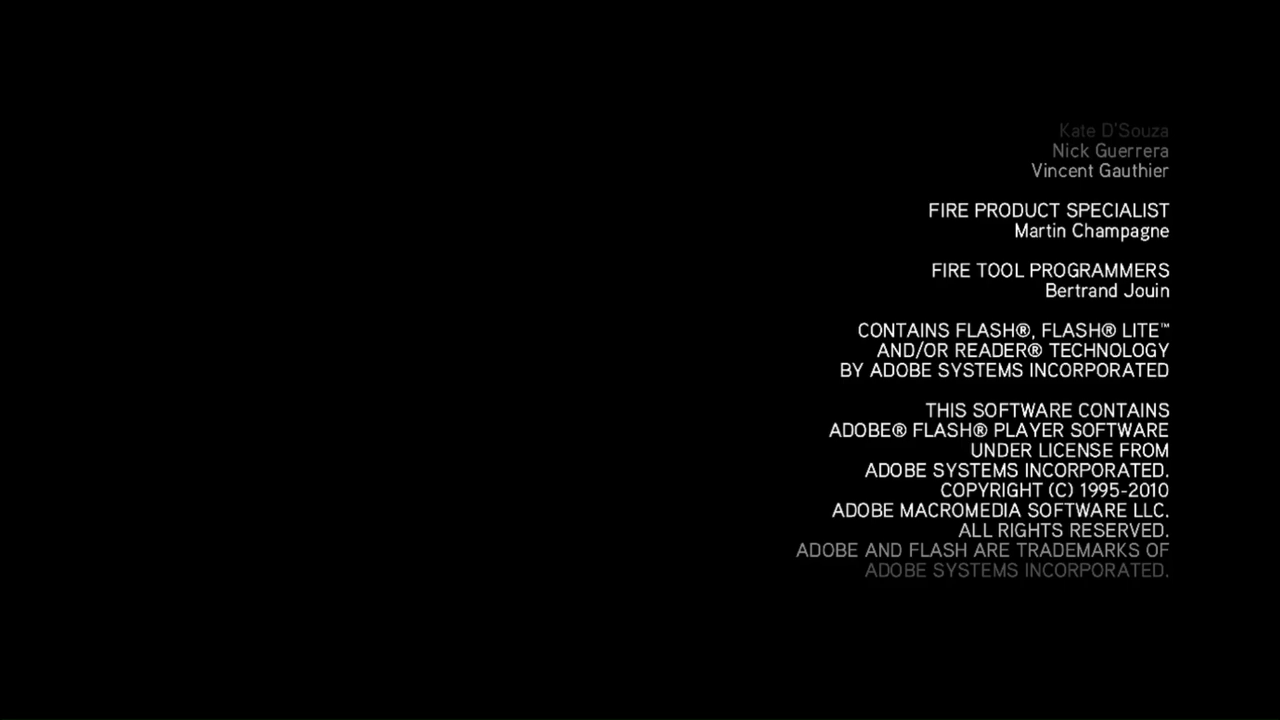 Kate D'Souza
Nick Guerrera
Vincent Gauthier
FIRE PRODUCT SPECIALIST
Martin Champagne
FIRE TOOL PROGRAMMERS
Bertrand Jouin
CONTAINS FLASH®, FLASH® LITE™
AND/OR READER® TECHNOLOGY
BY ADOBE SYSTEMS INCORPORATED
THIS SOFTWARE CONTAINS
ADOBE® FLASH® PLAYER SOFTWARE
UNDER LICENSE FROM
ADOBE SYSTEMS INCORPORATED.
COPYRIGHT (C) 1995-2010
ADOBE MACROMEDIA SOFTWARE LLC.
ALL RIGHTS RESERVED.
ADOBE AND FLASH ARE TRADEMARKS OF
ADOBE SYSTEMS INCORPORATED.